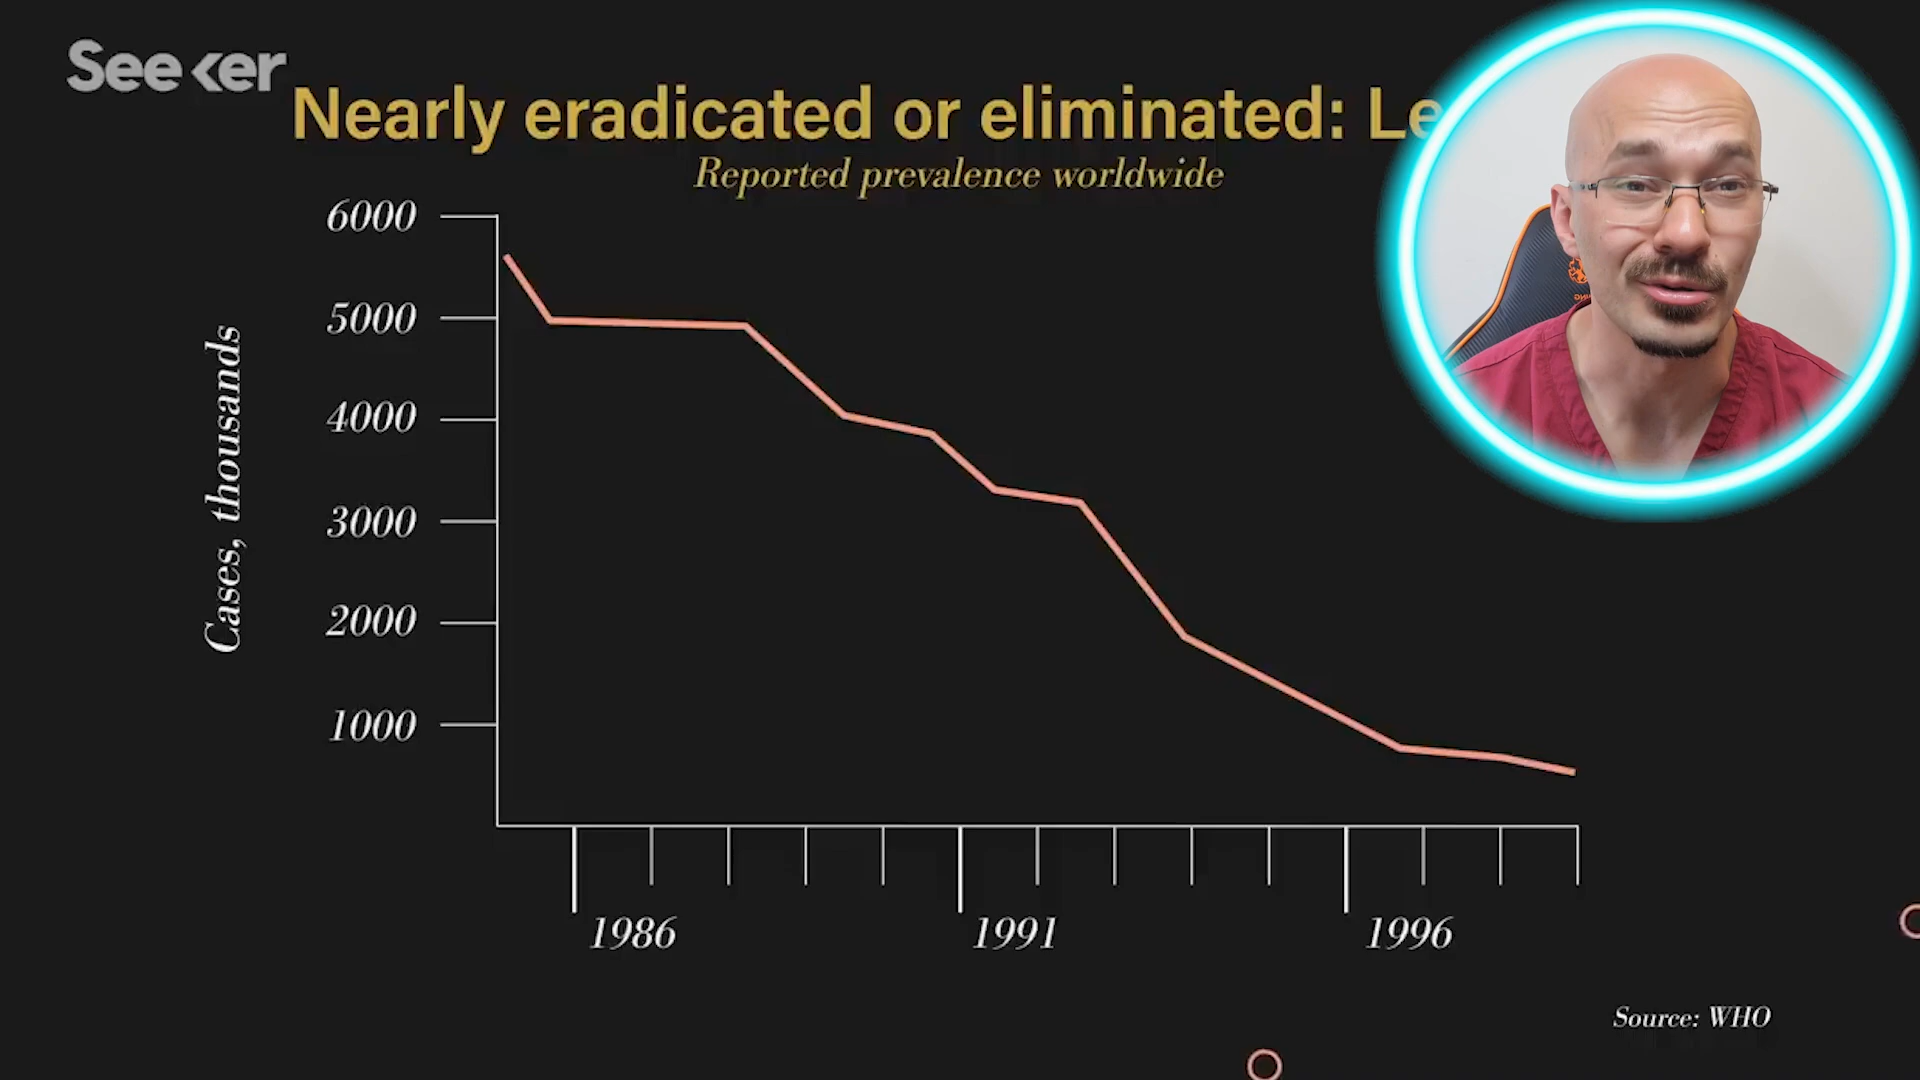 Seeker
Nearly eradicated or eliminated: Le
Reported prevalence worldwide
6000
5000
4000
3000
2000
1000
Cases, thousands
1986
1991
1996
Source: WHO